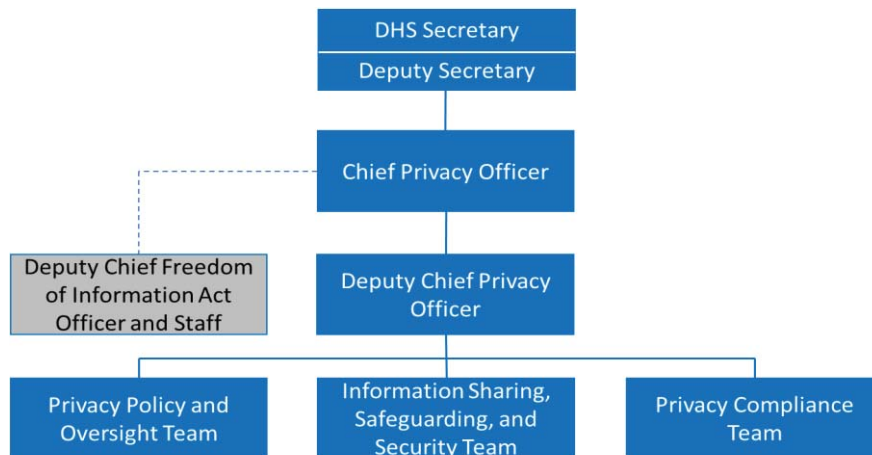 DHS Secretary
Deputy Secretary
Chief Privacy Officer
Deputy Chief Freedom
of Information Act
Officer and Staff
Deputy Chief Privacy
Officer
Privacy Policy and
Oversight Team
Information Sharing,
Safeguarding, and
Security Team
Privacy Compliance
Team